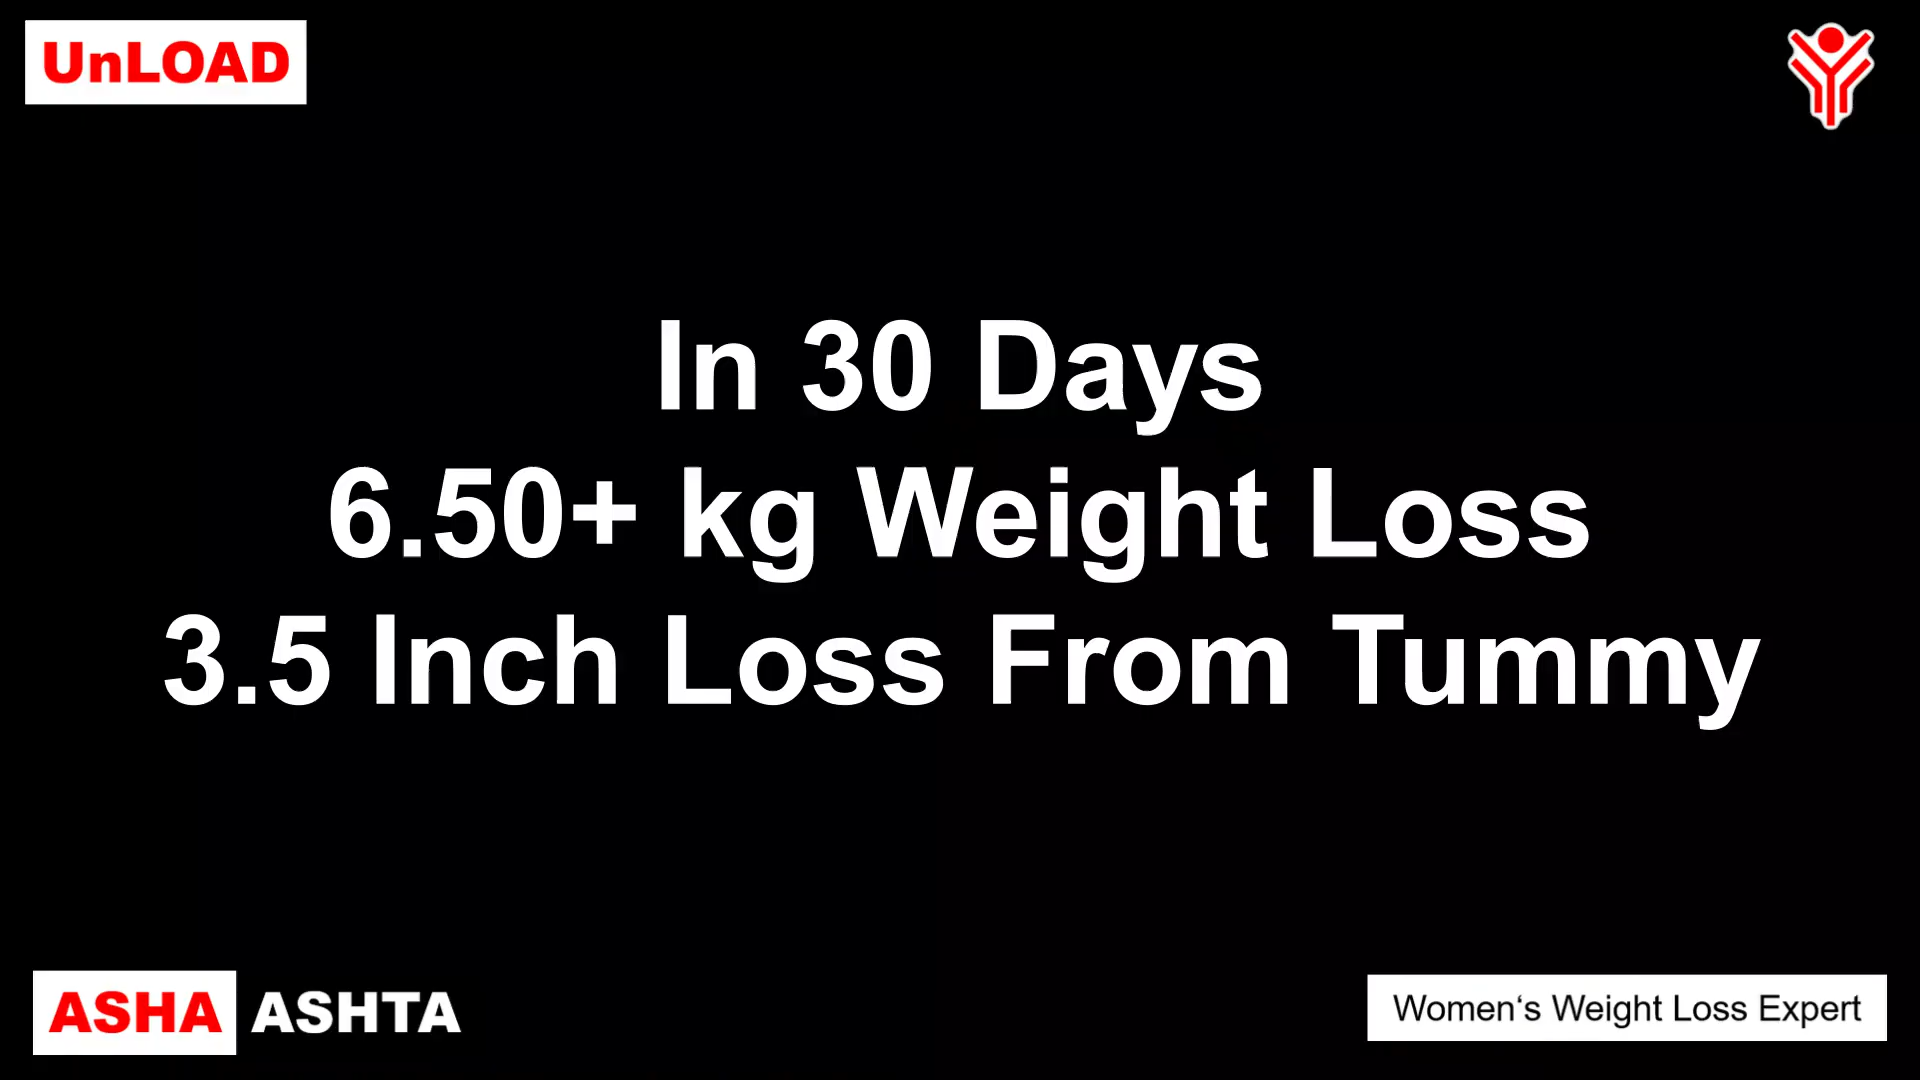 UnLOAD
In 30 Days
6.50+ kg Weight Loss
3.5 Inch Loss From Tummy
ASHA ASHTA
Women‘s Weight Loss Expert